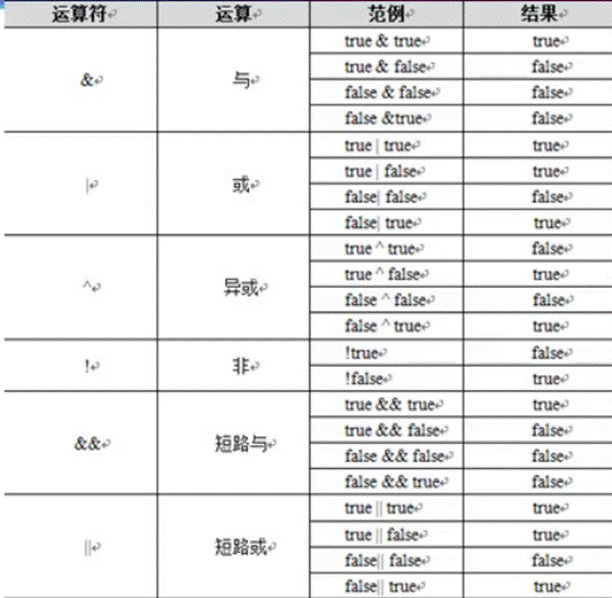 运算符 运算 范例 结果
& 与 true & true true
true & false false
false & false false
false &true false
| 或 true | true true
true | false true
false| false false
false| true true
^ 异或 true ^ true false
true ^ false true
false ^ false false
false ^ true true
! 非 !true false
!false true
&& 短路与 true && true true
true && false false
false && false false
false && true false
|| 短路或 true || true true
true || false true
false|| false false
false|| true true